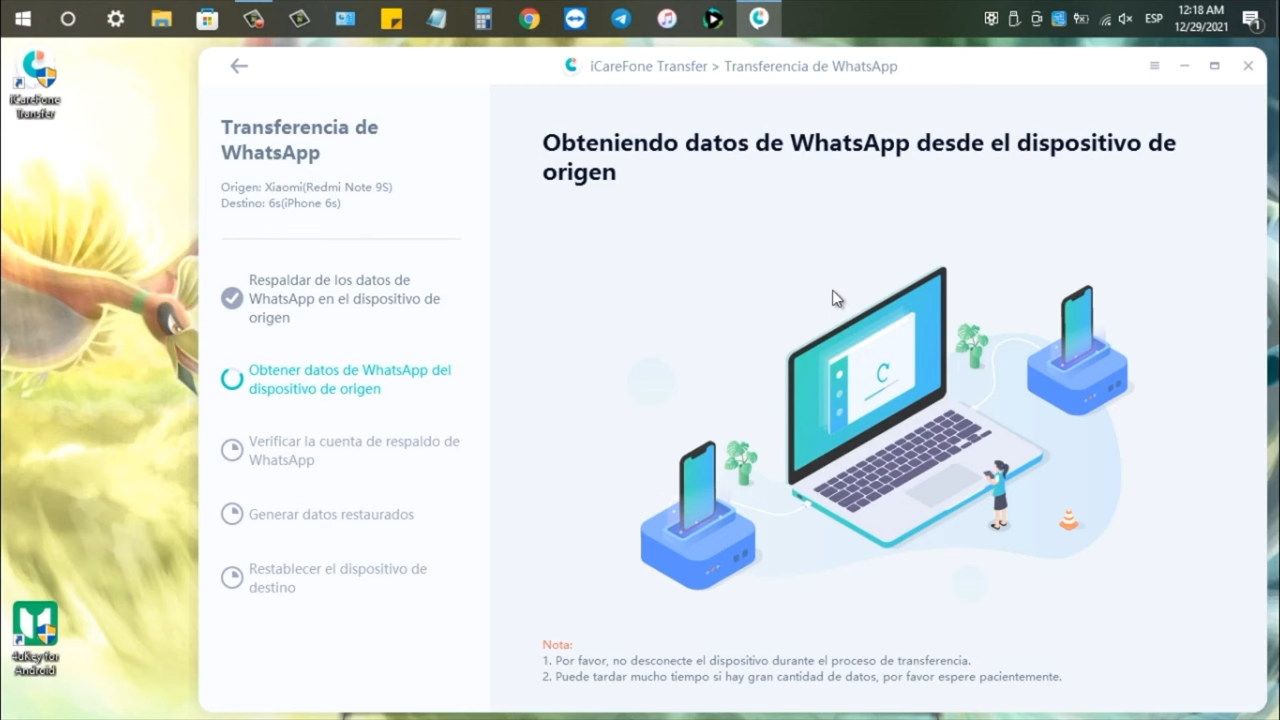 ESP
12:18 AM
12/29/2021
1
iCareFone
Transfer
iCareFone Transfer > Transferencia de WhatsApp
Transferencia de
WhatsApp
Origen: Xiaomi(Redmi Note 9S)
Destino: 6s(iPhone 6s)
Respaldar de los datos de
WhatsApp en el dispositivo de
origen
Obtener datos de WhatsApp del
dispositivo de origen
Verificar la cuenta de respaldo de
WhatsApp
Generar datos restaurados
Restablecer el dispositivo de
destino
Obteniendo datos de WhatsApp desde el dispositivo de
origen
Nota:
1. Por favor, no desconecte el dispositivo durante el proceso de transferencia.
2. Puede tardar mucho tiempo si hay gran cantidad de datos, por favor espere pacientemente.
4uKey for
Android